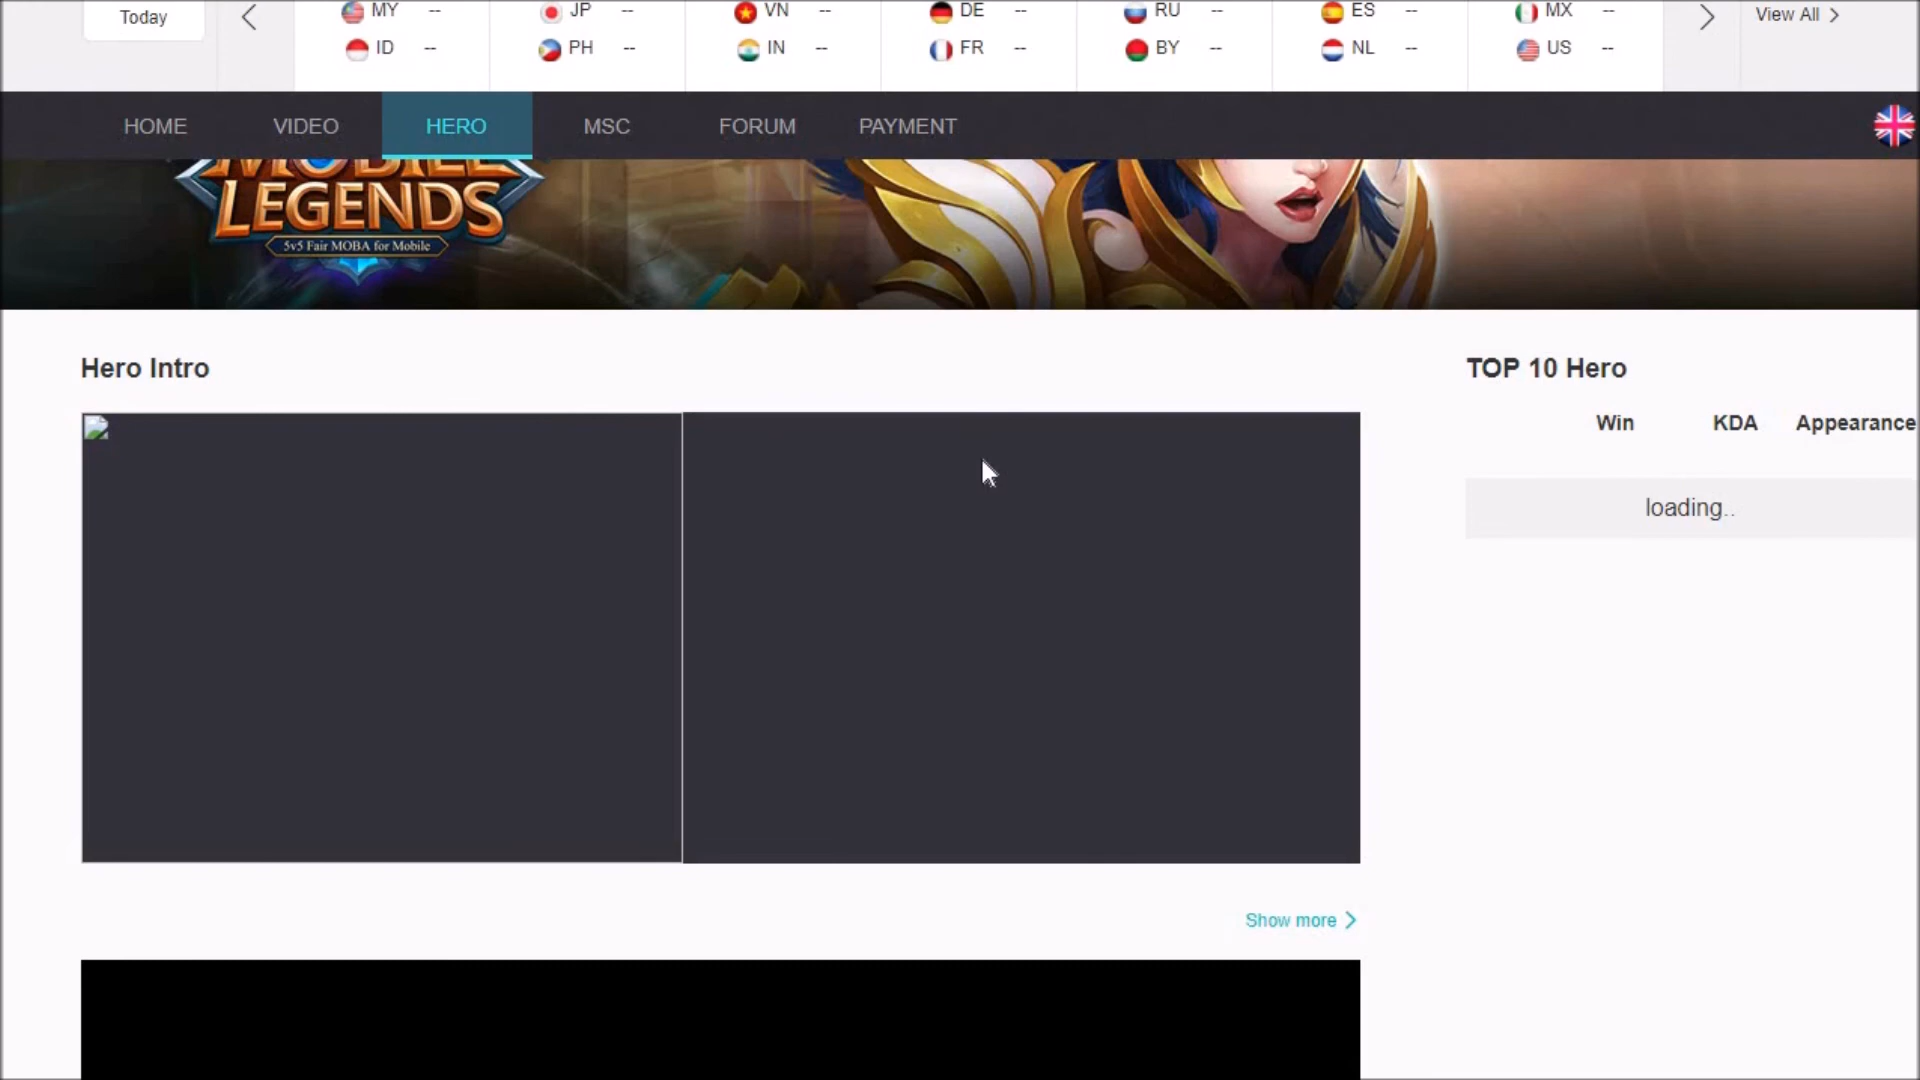 Today
MY -- JP -- VN -- DE -- RU -- ES -- MX --
View All
ID -- PH -- IN -- FR -- BY -- NL -- US --
HOME VIDEO HERO MSC FORUM PAYMENT
MOBILE
LEGENDS
5v5 Fair MOBA for Mobile
Hero Intro
TOP 10 Hero
Win KDA Appearance
loading..
Show more